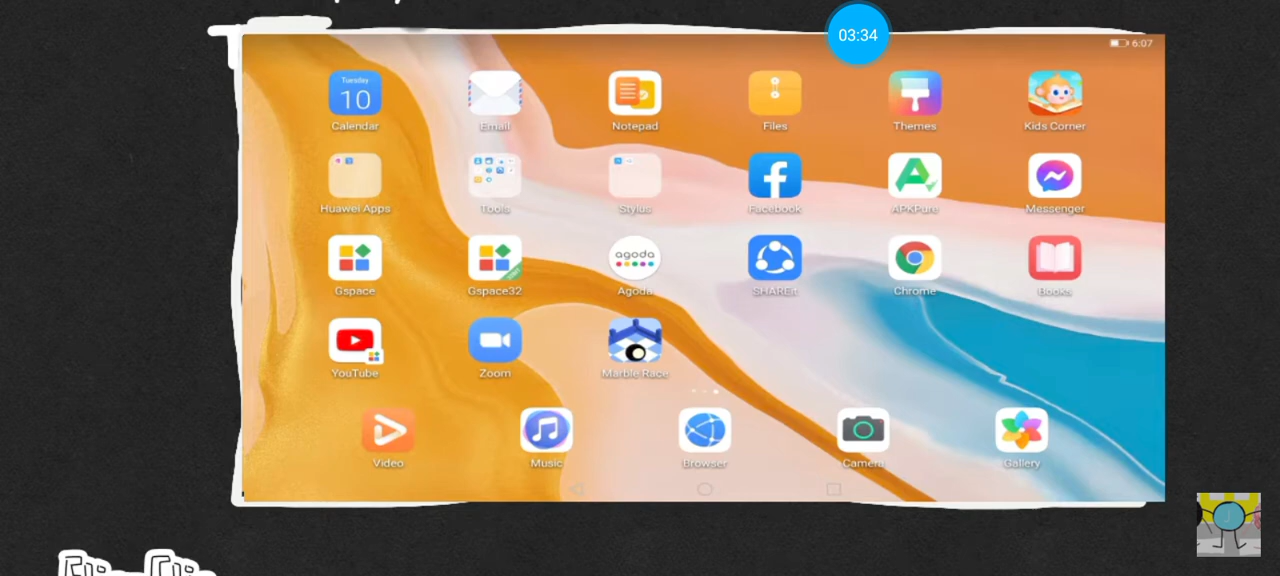 03:34
6:07
Tuesday
10
Calendar Email Notepad Files Themes Kids Corner
Huawei Apps Tools Stylus Facebook APKPure Messenger
agoda
Gspace Gspace32 Agoda SHAREit Chrome Books
YouTube Zoom Marble Race
Video Music Browser Camera Gallery
J